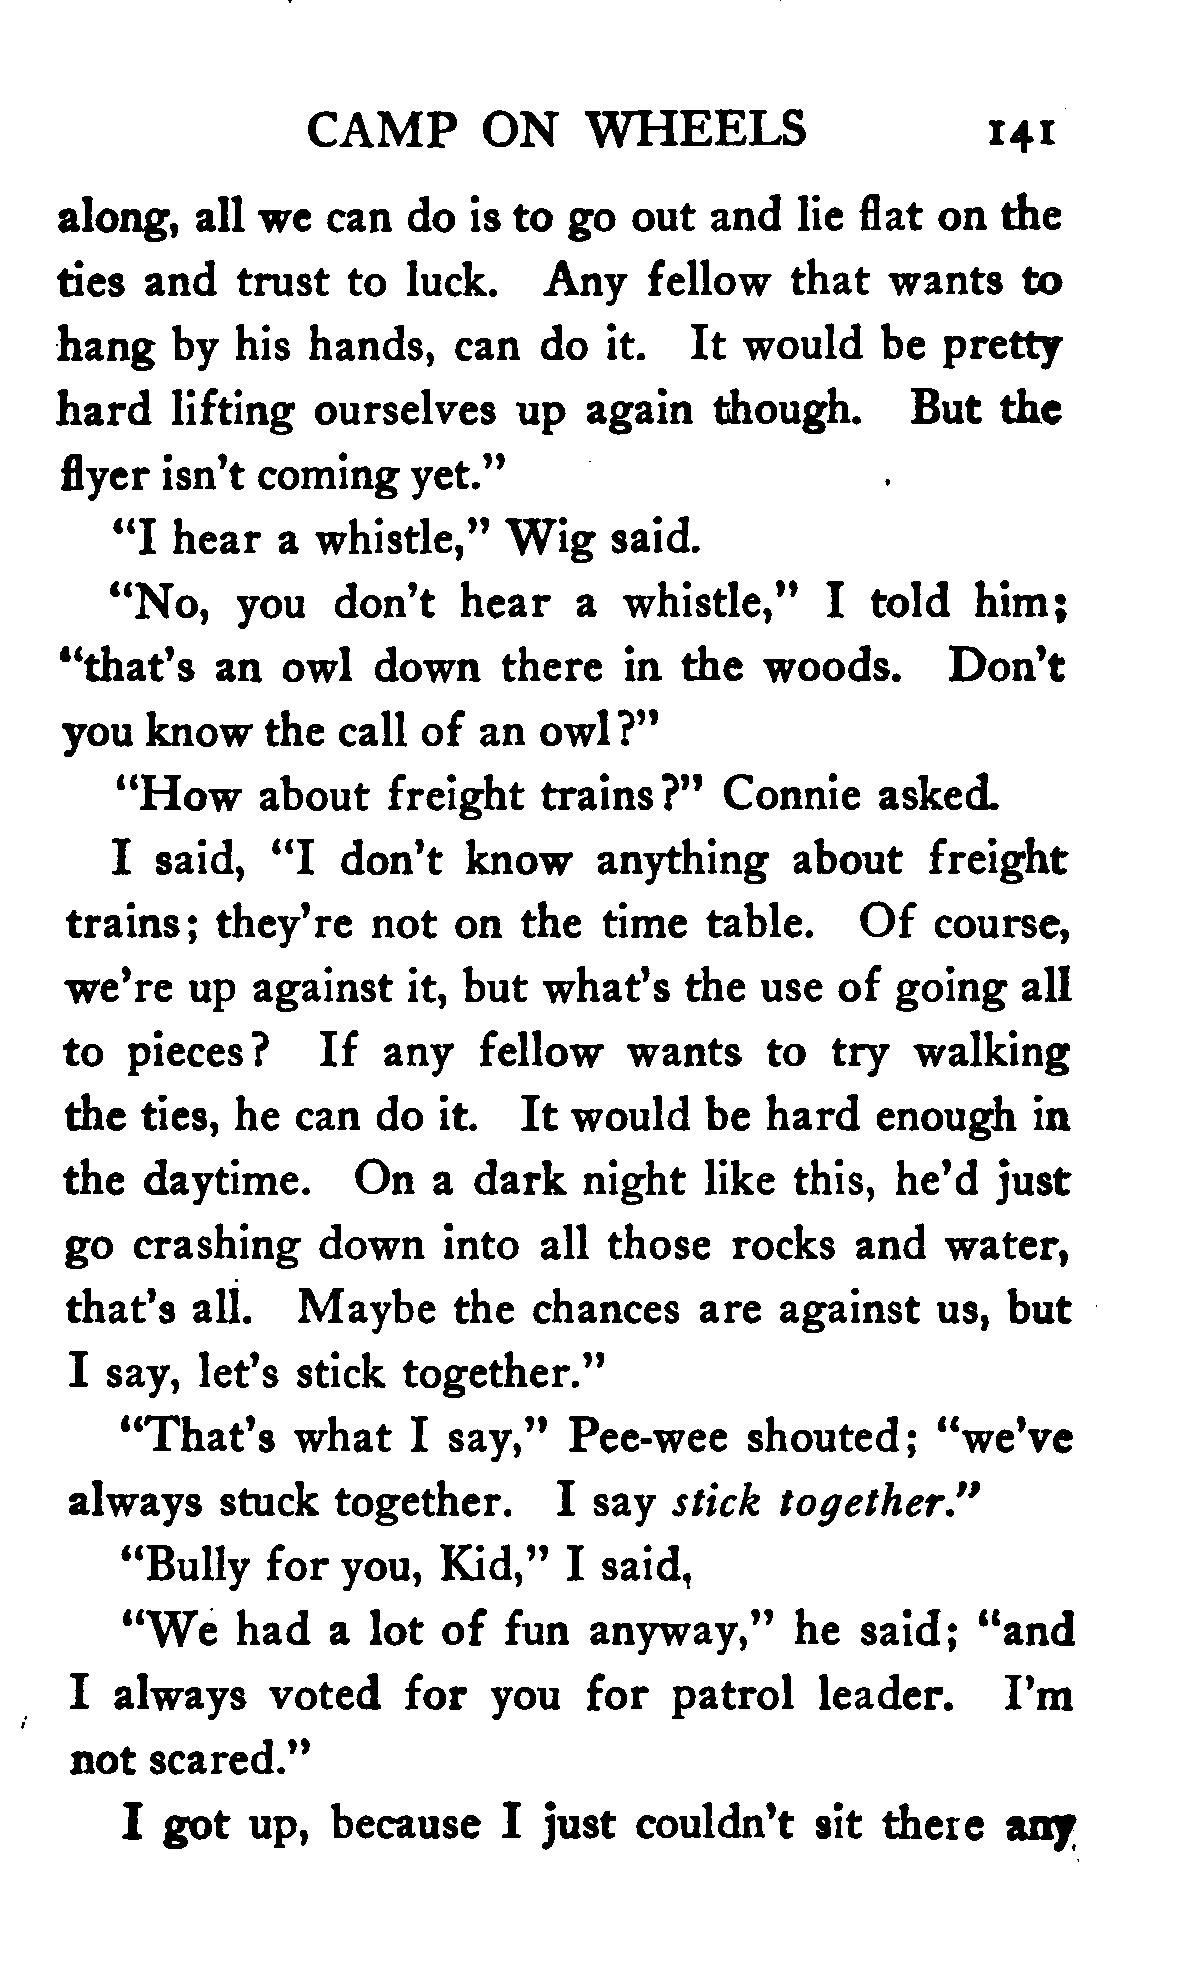 CAMP ON WHEELS 141
along, all we can do is to go out and lie flat on the
ties and trust to luck. Any fellow that wants to
hang by his hands, can do it. It would be pretty
hard lifting ourselves up again though. But the
flyer isn't coming yet."
"I hear a whistle," Wig said.
"No, you don't hear a whistle," I told him;
"that's an owl down there in the woods. Don't
you know the call of an owl?"
"How about freight trains?" Connie asked.
I said, "I don't know anything about freight
trains; they're not on the time table. Of course,
we're up against it, but what's the use of going all
to pieces? If any fellow wants to try walking
the ties, he can do it. It would be hard enough in
the daytime. On a dark night like this, he'd just
go crashing down into all those rocks and water,
that's all. Maybe the chances are against us, but
I say, let's stick together."
"That's what I say," Pee-wee shouted; "we've
always stuck together. I say stick together."
"Bully for you, Kid," I said,
"We had a lot of fun anyway," he said; "and
I always voted for you for patrol leader. I'm
not scared."
I got up, because I just couldn't sit there any